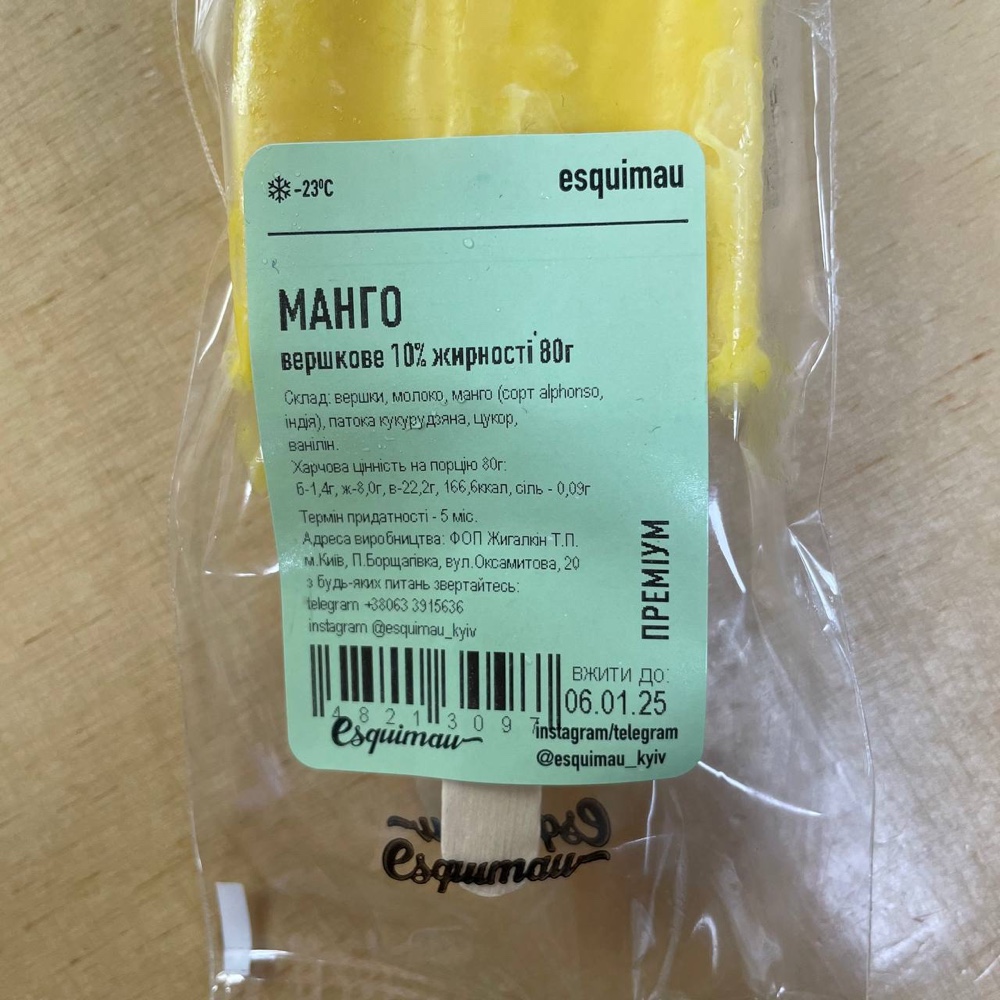 -23°C
esquimau
МАНГО
вершкове 10% жирності 80г
Склад: вершки, молоко, манго (сорт alphonso,
індія), патока кукурудзяна, цукор,
ванілін.
Харчова цінність на порцію 80г:
б-1,4г, ж-8,0г, в-22,2г, 166,6ккал, сіль - 0,09г
Термін придатності - 5 міс.
Адреса виробництва: ФОП Жигалкін Т.П.
м.Київ, П.Борщагівка, вул.Оксамитова, 20
з будь-яких питань звертайтесь:
telegram +38063 3915636
instagram @esquimau_kyiv
ПРЕМІУМ
ВЖИТИ ДО:
06.01.25
4821 3097
Esquimau
instagram/telegram
@esquimau_kyiv
Esquimau